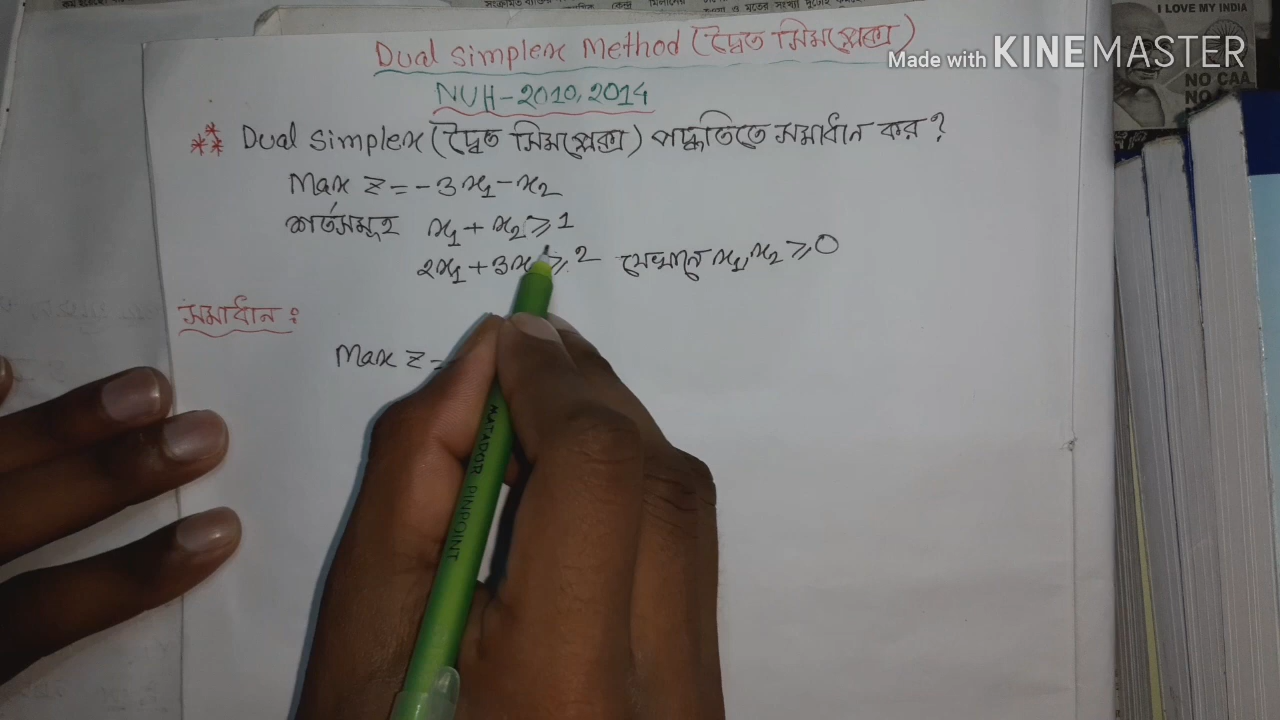 I LOVE MY INDIA
Dual Simplex Method (দ্বৈত সিমপ্লেক্স)
Made with KINEMASTER
NO CAA
NUH-2010, 2014
** Dual Simplex (দ্বৈত সিমপ্লেক্স) পদ্ধতিতে সমাধান কর?
Max Z = -3x₁ - x₂
শর্তসমূহ x₁ + x₂ ≥ 1
2x₁ + 3x ≥ 2 যেখানে x₁, x₂ ≥ 0
সমাধান:
Max Z =
MATADOR PINPOINT